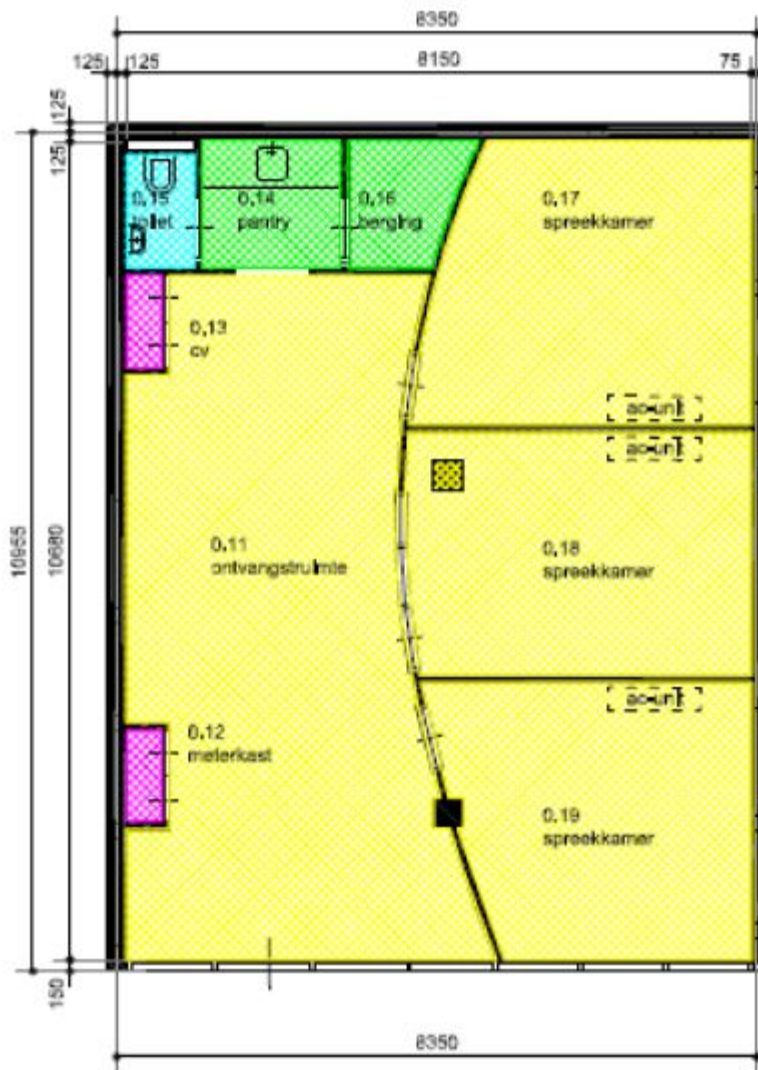 8350
125
125
8150
75
125
125
0.15
toilet
0.14
pantry
0.16
berging
0.17
spreekkamer
0.13
cv
ac-unit
ac-unit
10955
10680
0.11
ontvangstruimte
0.18
spreekkamer
ac-unit
0.12
meterkast
0.19
spreekkamer
150
8350